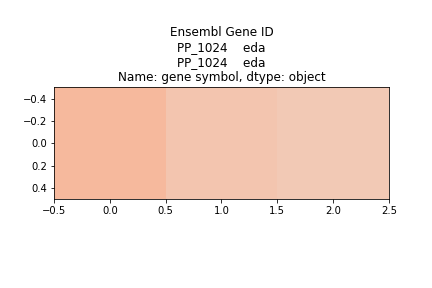 Ensembl Gene ID
PP_1024    eda
PP_1024    eda
Name: gene symbol, dtype: object
−0.4
−0.2
0.0
0.2
0.4
−0.5 0.0 0.5 1.0 1.5 2.0 2.5